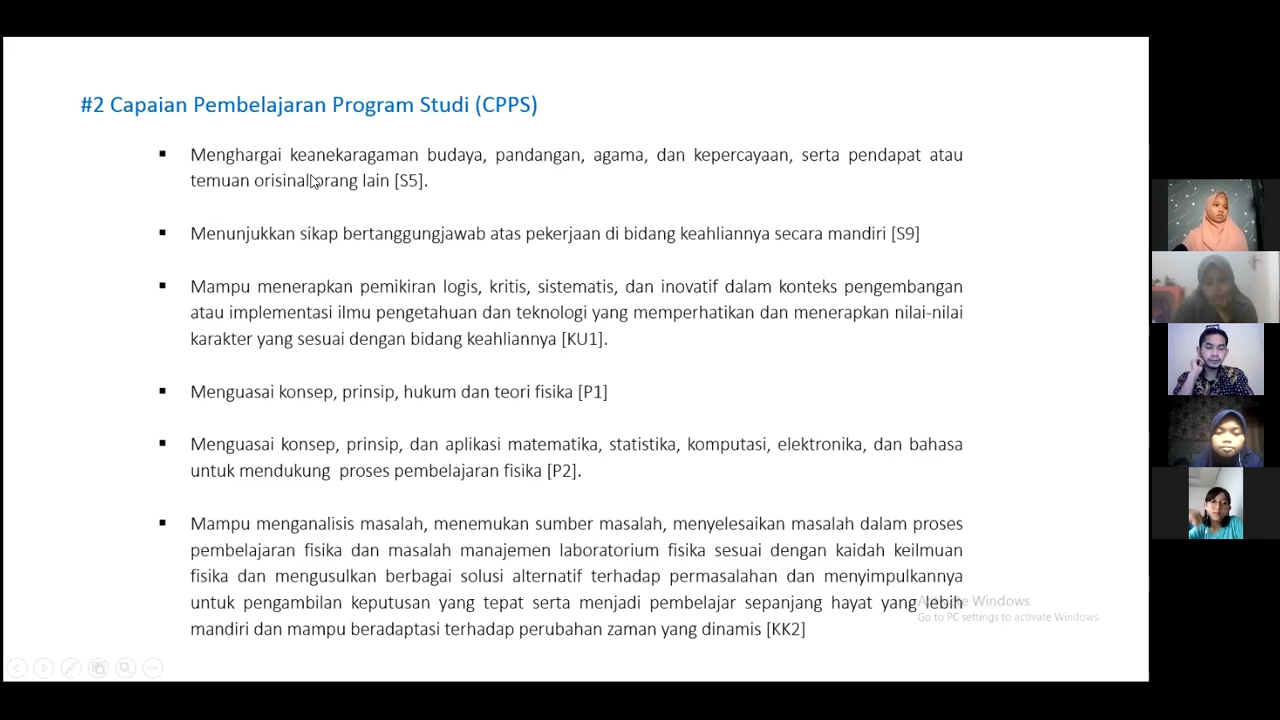 #2 Capaian Pembelajaran Program Studi (CPPS)
▪ Menghargai keanekaragaman budaya, pandangan, agama, dan kepercayaan, serta pendapat atau
temuan orisinal orang lain [S5].
▪ Menunjukkan sikap bertanggungjawab atas pekerjaan di bidang keahliannya secara mandiri [S9]
▪ Mampu menerapkan pemikiran logis, kritis, sistematis, dan inovatif dalam konteks pengembangan
atau implementasi ilmu pengetahuan dan teknologi yang memperhatikan dan menerapkan nilai-nilai
karakter yang sesuai dengan bidang keahliannya [KU1].
▪ Menguasai konsep, prinsip, hukum dan teori fisika [P1]
▪ Menguasai konsep, prinsip, dan aplikasi matematika, statistika, komputasi, elektronika, dan bahasa
untuk mendukung proses pembelajaran fisika [P2].
▪ Mampu menganalisis masalah, menemukan sumber masalah, menyelesaikan masalah dalam proses
pembelajaran fisika dan masalah manajemen laboratorium fisika sesuai dengan kaidah keilmuan
fisika dan mengusulkan berbagai solusi alternatif terhadap permasalahan dan menyimpulkannya
untuk pengambilan keputusan yang tepat serta menjadi pembelajar sepanjang hayat yang lebih
mandiri dan mampu beradaptasi terhadap perubahan zaman yang dinamis [KK2]
Activate Windows
Go to PC settings to activate Windows.